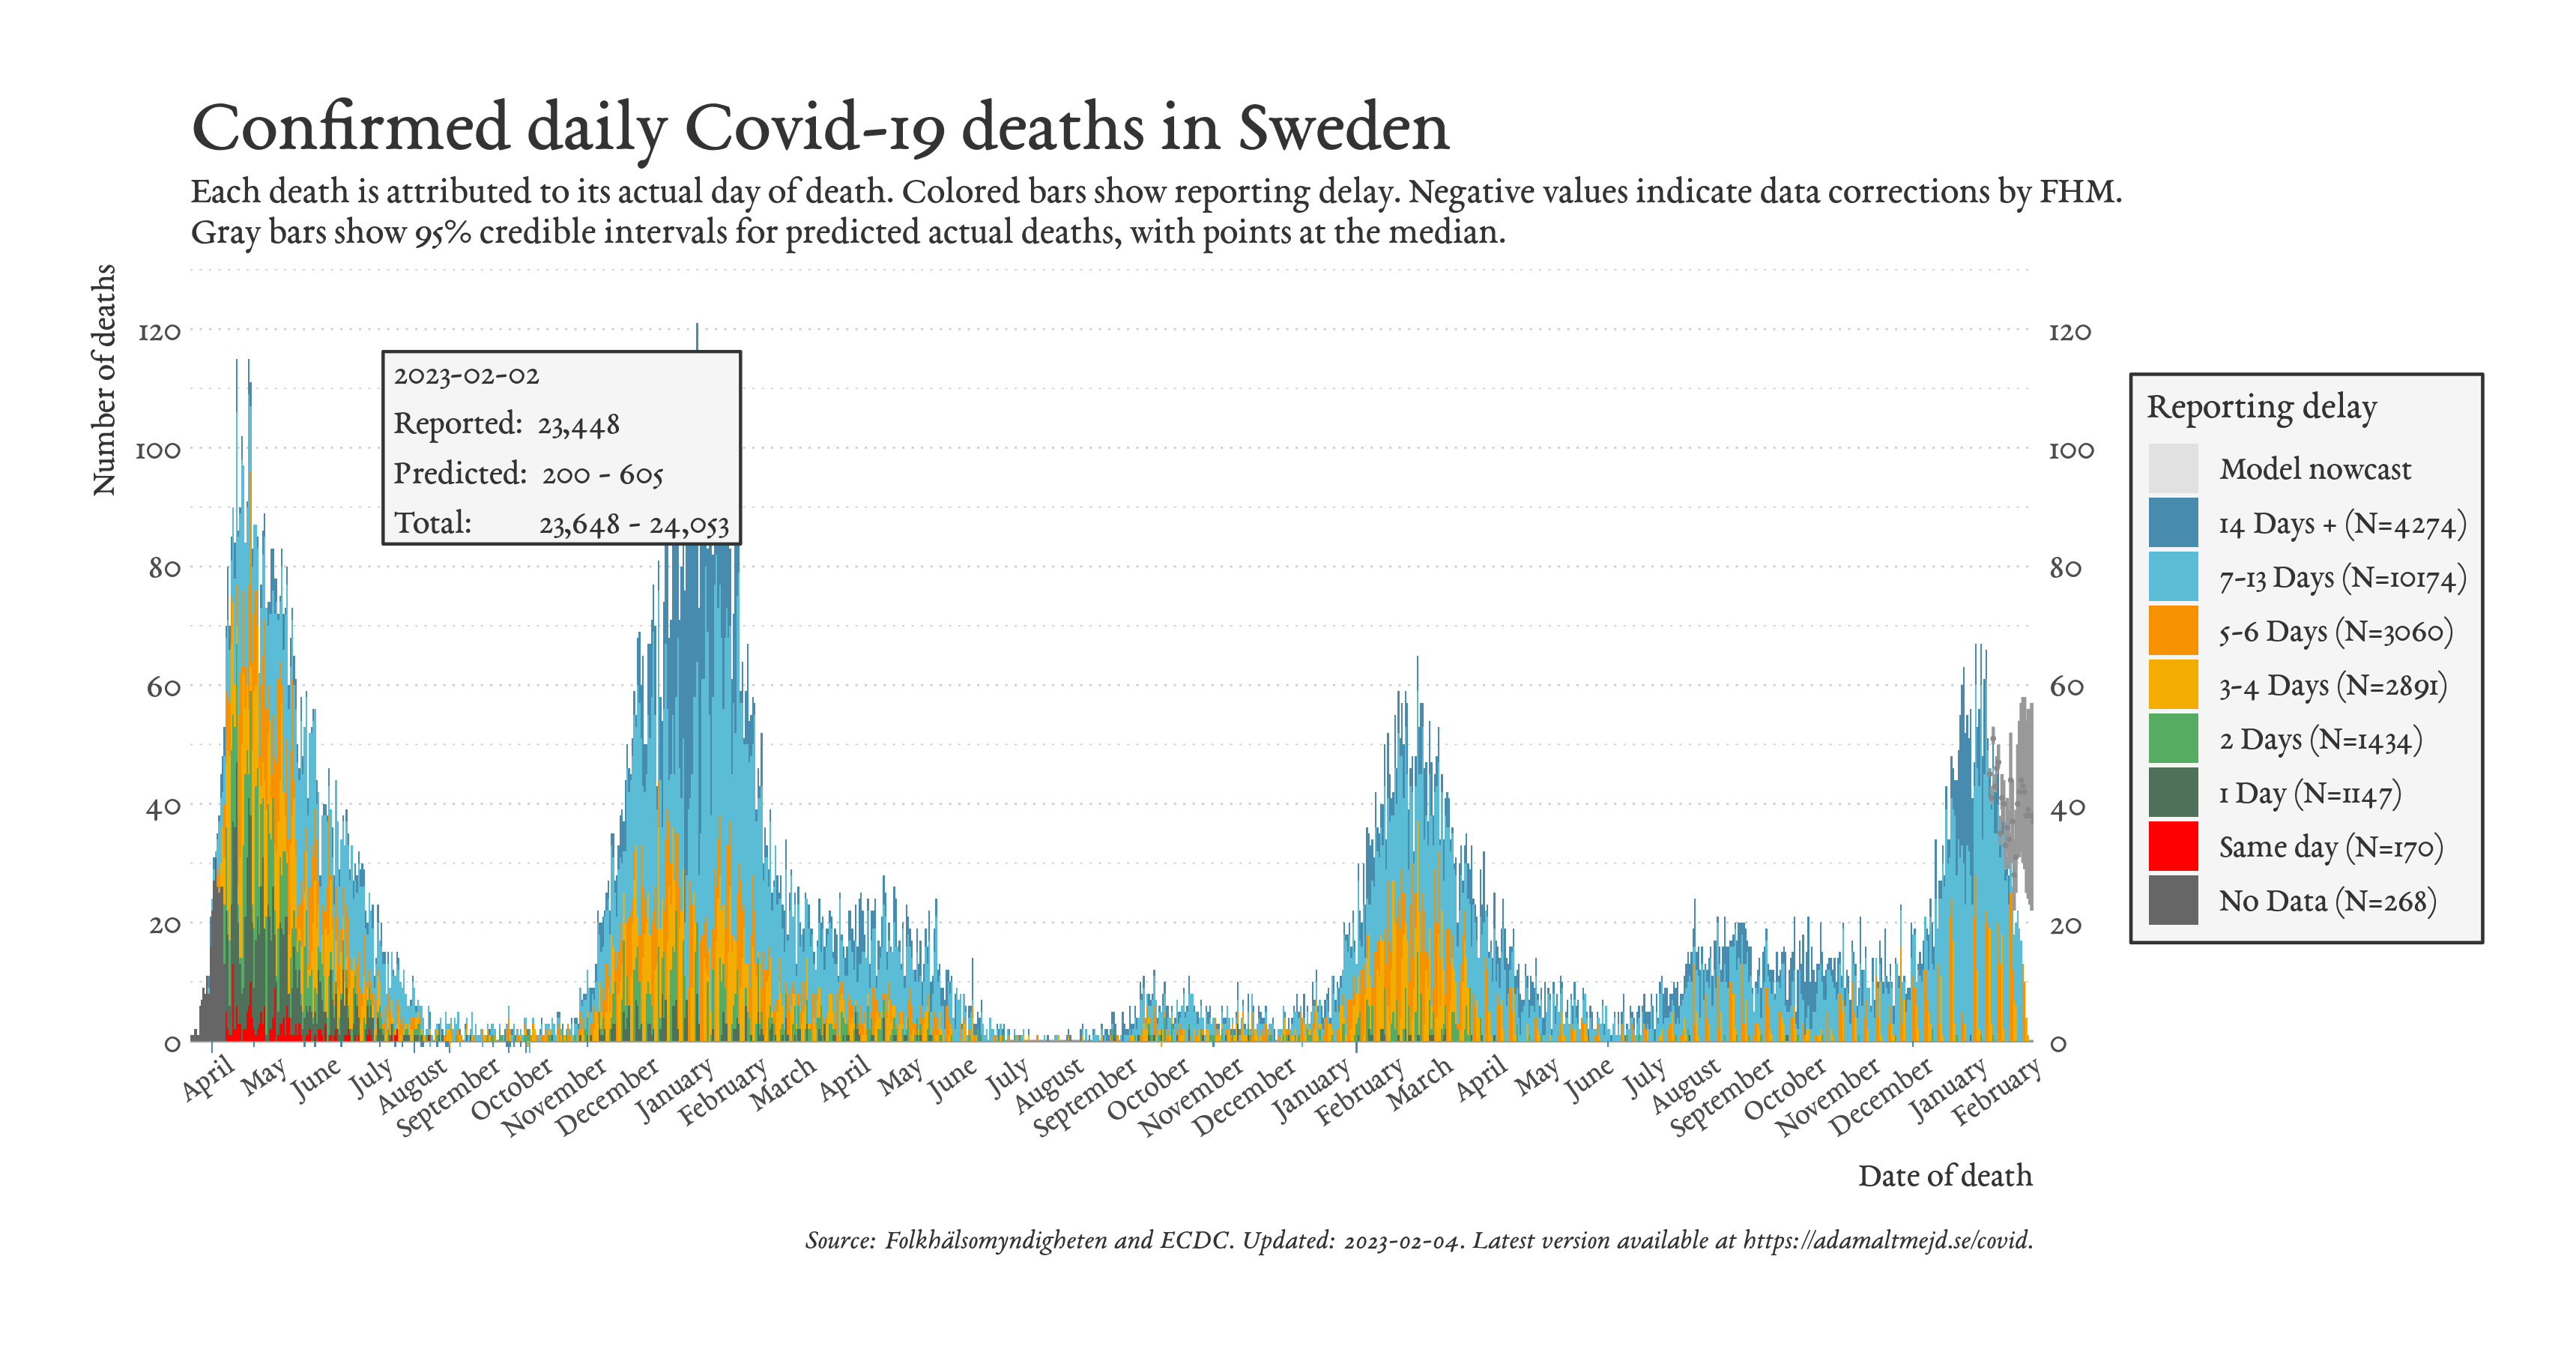 Confirmed daily Covid-19 deaths in Sweden
Each death is attributed to its actual day of death. Colored bars show reporting delay. Negative values indicate data corrections by FHM.
Gray bars show 95% credible intervals for predicted actual deaths, with points at the median.
Number of deaths
120
100
80
60
40
20
0
2023-02-02
Reported: 23,448
Predicted: 200 - 605
Total: 23,648 - 24,053
120
100
80
60
40
20
0
Reporting delay
Model nowcast
14 Days + (N=4274)
7-13 Days (N=10174)
5-6 Days (N=3060)
3-4 Days (N=2891)
2 Days (N=1434)
1 Day (N=1147)
Same day (N=170)
No Data (N=268)
April May June July August September October November December January February March April May June July August September October November December January February March April May June July August September October November December January February
Date of death
Source: Folkhälsomyndigheten and ECDC. Updated: 2023-02-04. Latest version available at https://adamaltmejd.se/covid.